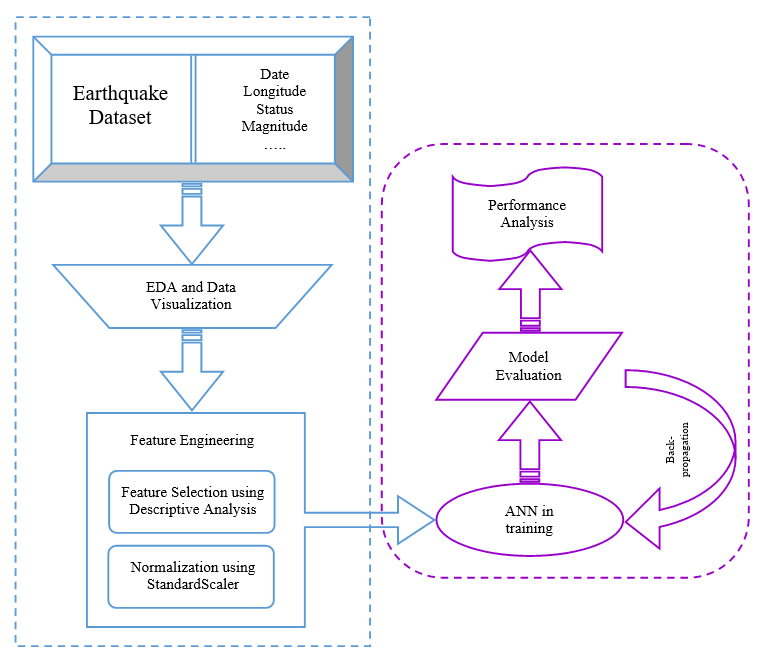 Earthquake
Dataset
Date
Longitude
Status
Magnitude
.....
EDA and Data
Visualization
Feature Engineering
Feature Selection using
Descriptive Analysis
Normalization using
StandardScaler
Performance
Analysis
Model
Evaluation
Back-
propagation
ANN in
training